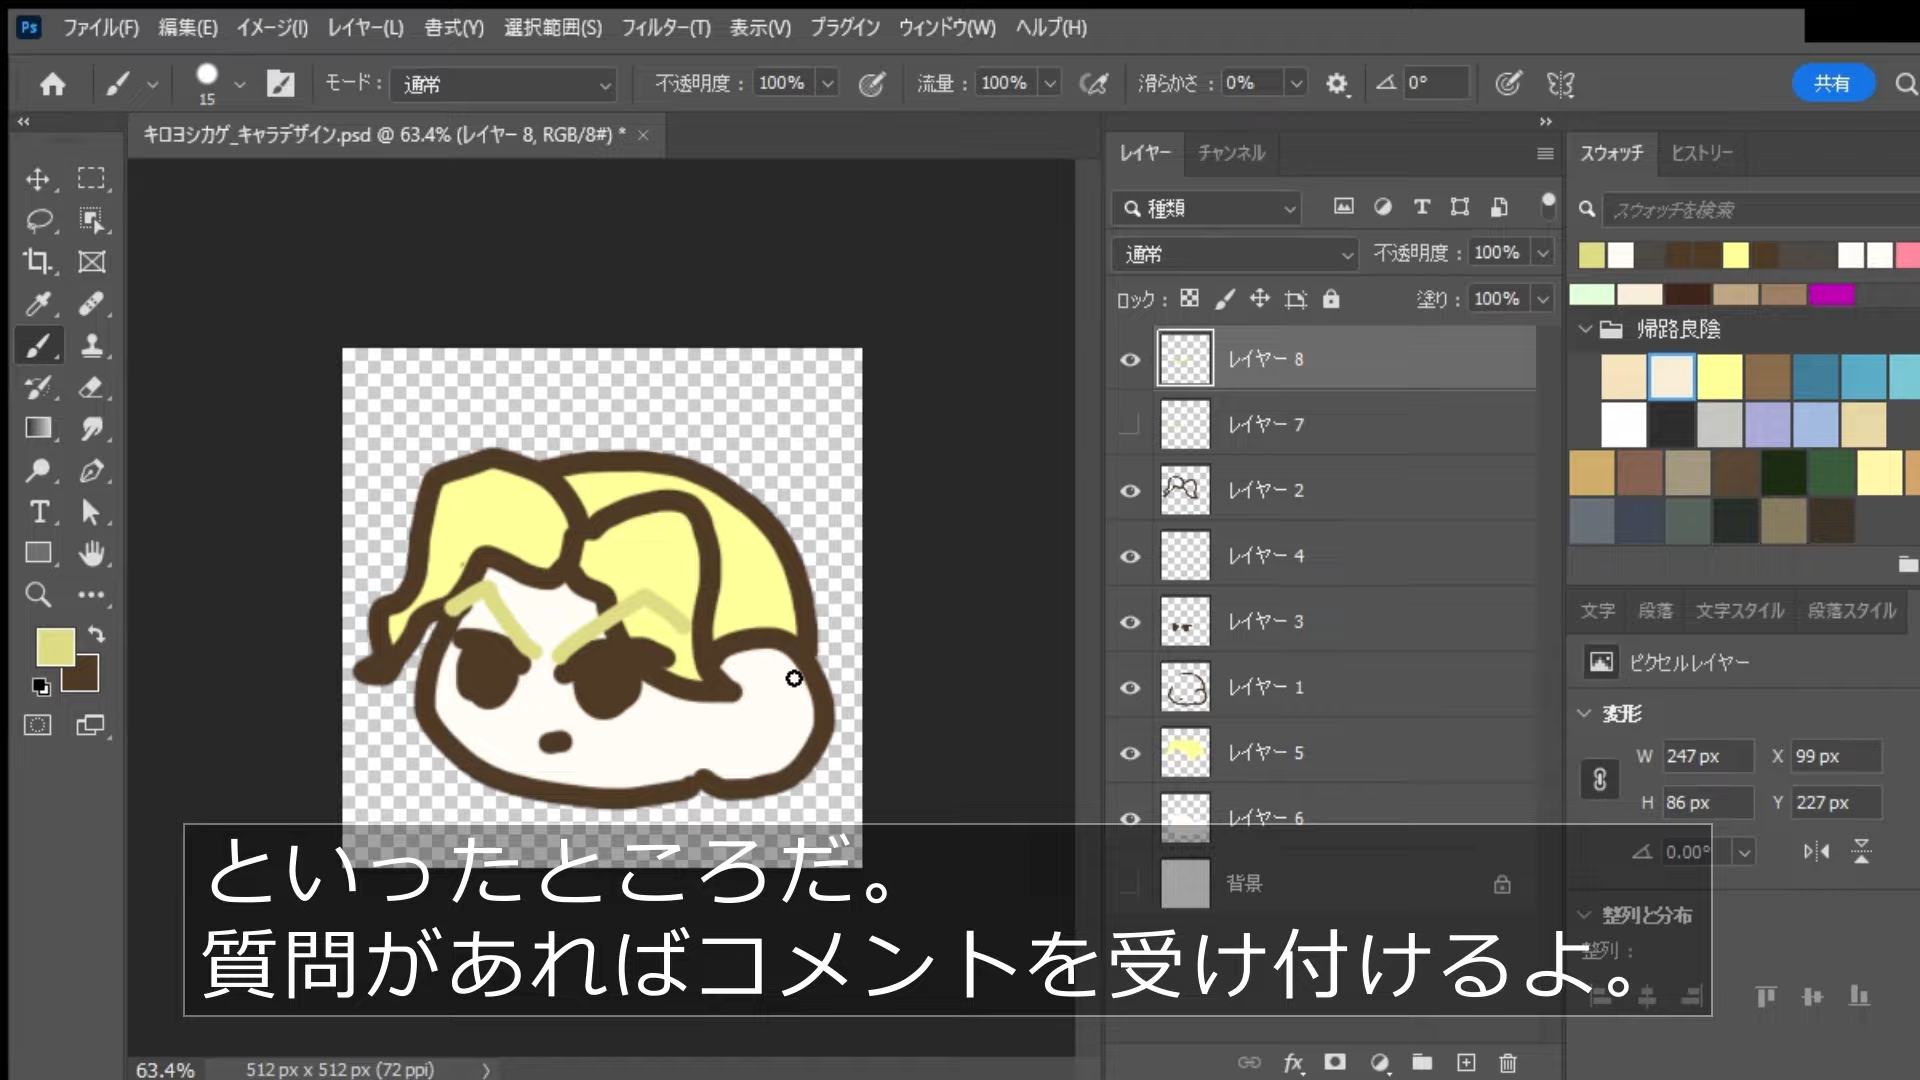 Ps ファイル(F) 編集(E) イメージ(I) レイヤー(L) 書式(Y) 選択範囲(S) フィルター(T) 表示(V) プラグイン ウィンドウ(W) ヘルプ(H)
15 モード： 通常 不透明度： 100% 流量： 100% 滑らかさ： 0% 0° 共有
キロヨシカゲ_キャラデザイン.psd @ 63.4% (レイヤー 8, RGB/8#) *
レイヤー チャンネル
種類
通常 不透明度： 100%
ロック： 塗り： 100%
レイヤー 8
レイヤー 7
レイヤー 2
レイヤー 4
レイヤー 3
レイヤー 1
レイヤー 5
レイヤー 6
背景
スウォッチ ヒストリー
スウォッチを検索
帰路良陰
文字 段落 文字スタイル 段落スタイル
ピクセルレイヤー
変形
W 247 px X 99 px
H 86 px Y 227 px
0.00°
整列と分布
整列：
といったところだ。
質問があればコメントを受け付けるよ。
63.4% 512 px x 512 px (72 ppi)
fx